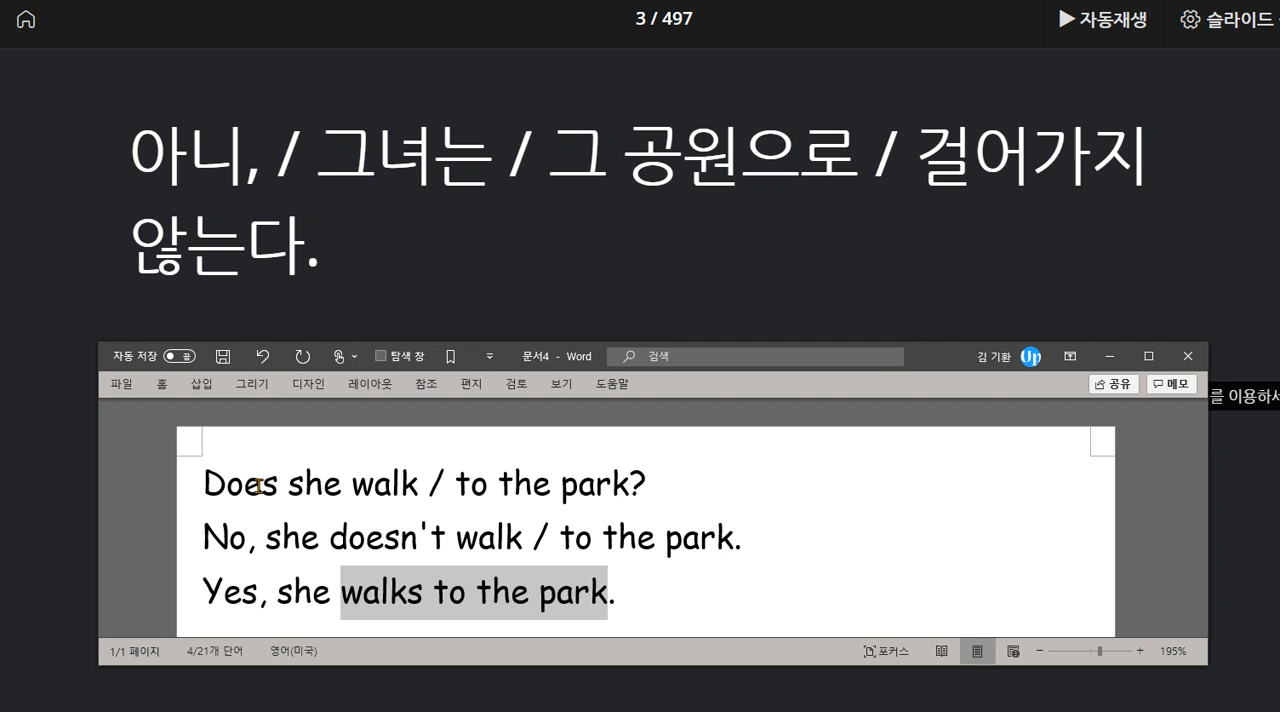 3 / 497
▶ 자동재생
슬라이드
아니, / 그녀는 / 그 공원으로 / 걸어가지
않는다.
자동 저장
탐색 창
문서4 - Word
검색
김 기환
Up
파일 홈 삽입 그리기 디자인 레이아웃 참조 편지 검토 보기 도움말
공유
메모
를 이용하
Does she walk / to the park?
No, she doesn't walk / to the park.
Yes, she walks to the park.
1/1 페이지
4/21개 단어
영어(미국)
포커스
195%